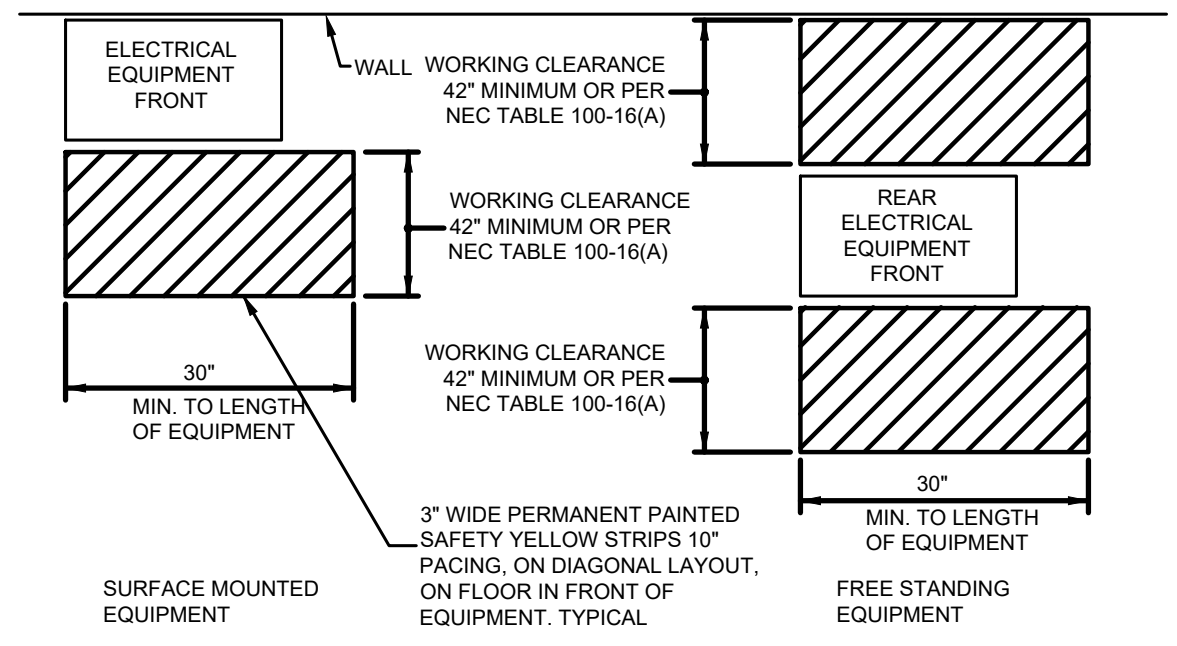 ELECTRICAL
EQUIPMENT
FRONT
WALL
WORKING CLEARANCE
42" MINIMUM OR PER
NEC TABLE 100-16(A)
WORKING CLEARANCE
42" MINIMUM OR PER
NEC TABLE 100-16(A)
REAR
ELECTRICAL
EQUIPMENT
FRONT
WORKING CLEARANCE
42" MINIMUM OR PER
NEC TABLE 100-16(A)
30"
MIN. TO LENGTH
OF EQUIPMENT
30"
MIN. TO LENGTH
OF EQUIPMENT
3" WIDE PERMANENT PAINTED
SAFETY YELLOW STRIPS 10"
PACING, ON DIAGONAL LAYOUT,
ON FLOOR IN FRONT OF
EQUIPMENT. TYPICAL
SURFACE MOUNTED
EQUIPMENT
FREE STANDING
EQUIPMENT